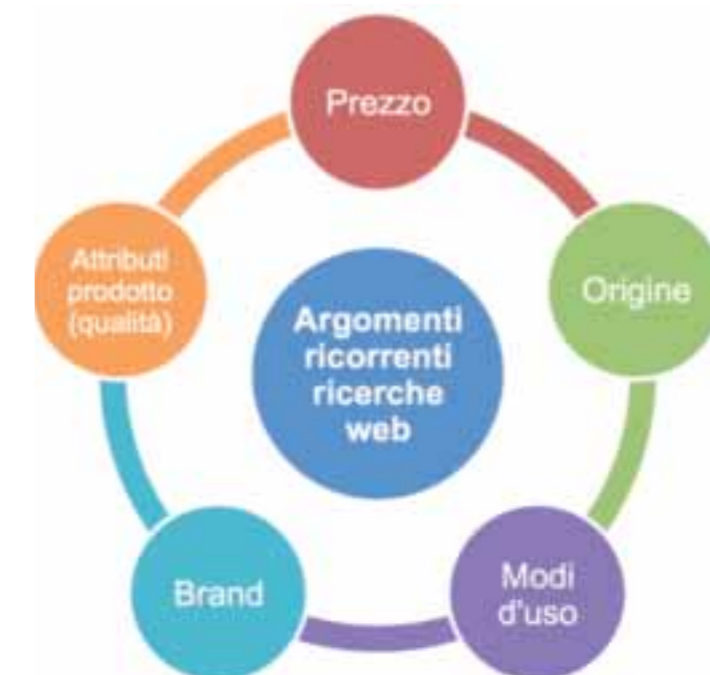 Prezzo
Origine
Modi
d'uso
Brand
Attributi
prodotto
(qualità)
Argomenti
ricorrenti
ricerche
web